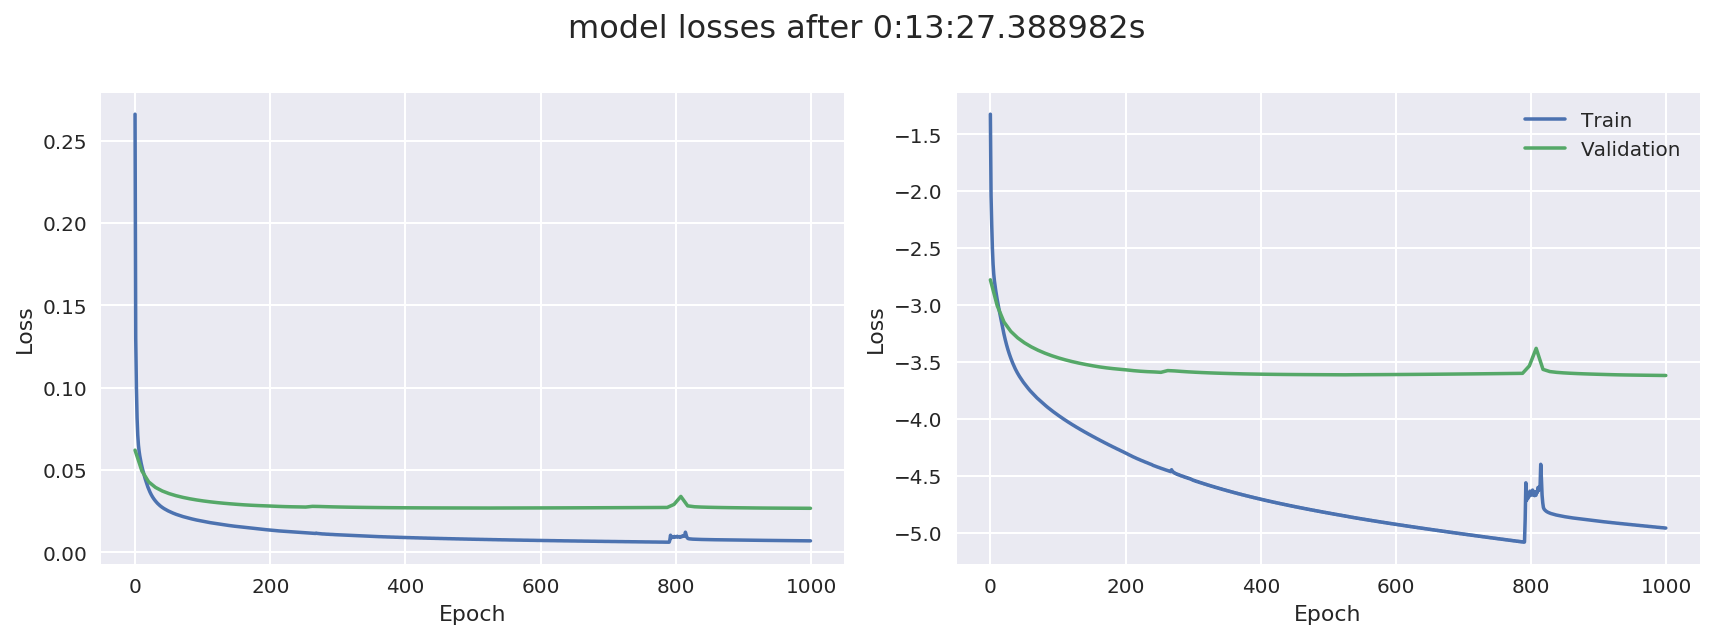 model losses after 0:13:27.388982s
0.25
0.20
0.15
0.10
0.05
0.00
Loss
0 200 400 600 800 1000
Epoch
−1.5
−2.0
−2.5
−3.0
−3.5
−4.0
−4.5
−5.0
Loss
0 200 400 600 800 1000
Epoch
Train
Validation